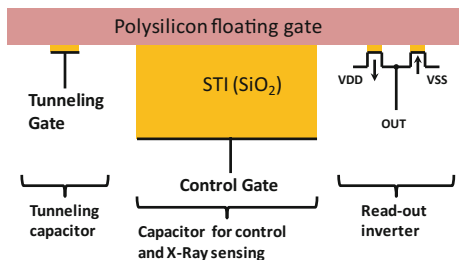 Polysilicon floating gate
STI (SiO₂)
VDD
VSS
Tunneling
Gate
OUT
Control Gate
Tunneling
capacitor
Capacitor for control
and X-Ray sensing
Read-out
inverter